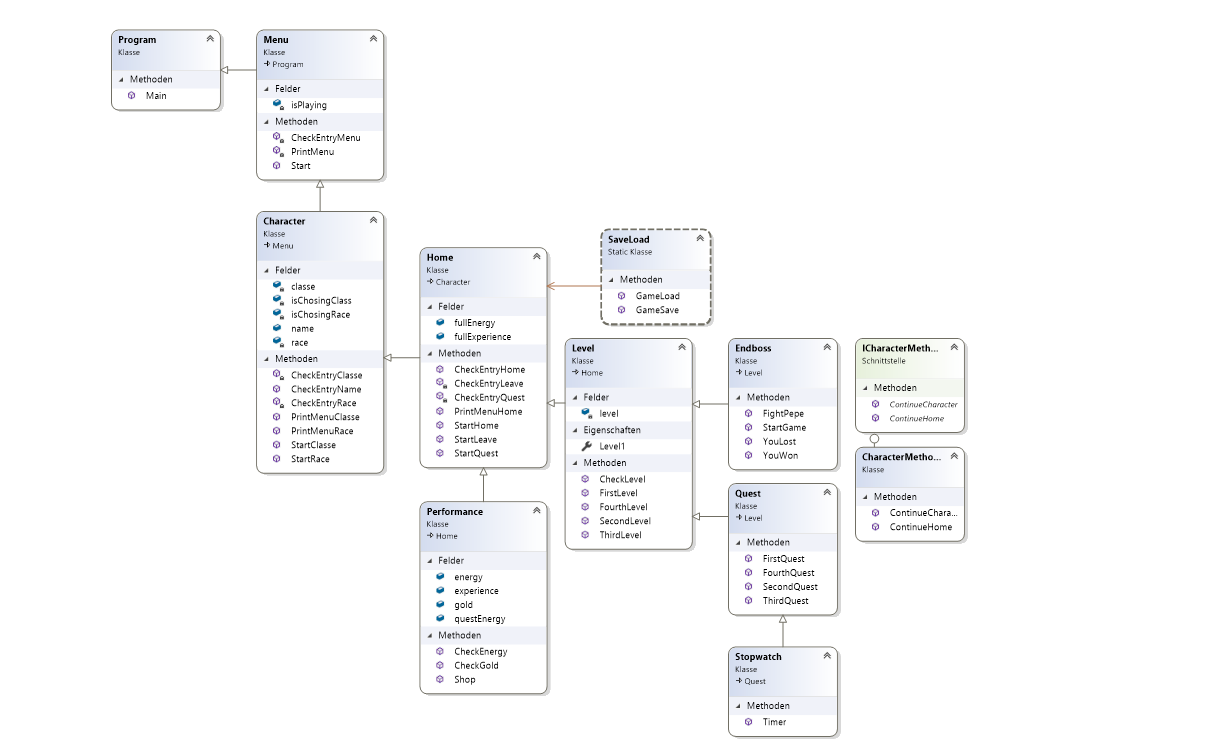 Program
Klasse
Methoden
Main
Menu
Klasse
Program
Felder
isPlaying
Methoden
CheckEntryMenu
PrintMenu
Start
Character
Klasse
Menu
Felder
classe
isChosingClass
isChosingRace
name
race
Methoden
CheckEntryClasse
CheckEntryName
CheckEntryRace
PrintMenuClasse
PrintMenuRace
StartClasse
StartRace
Home
Klasse
Character
Felder
fullEnergy
fullExperience
Methoden
CheckEntryHome
CheckEntryLeave
CheckEntryQuest
PrintMenuHome
StartHome
StartLeave
StartQuest
Performance
Klasse
Home
Felder
energy
experience
gold
questEnergy
Methoden
CheckEnergy
CheckGold
Shop
SaveLoad
Static Klasse
Methoden
GameLoad
GameSave
Level
Klasse
Home
Felder
level
Eigenschaften
Level1
Methoden
CheckLevel
FirstLevel
FourthLevel
SecondLevel
ThirdLevel
Endboss
Klasse
Level
Methoden
FightPepe
StartGame
YouLost
YouWon
Quest
Klasse
Level
Methoden
FirstQuest
FourthQuest
SecondQuest
ThirdQuest
Stopwatch
Klasse
Quest
Methoden
Timer
ICharacterMeth...
Schnittstelle
Methoden
ContinueCharacter
ContinueHome
CharacterMetho...
Klasse
Methoden
ContinueChara...
ContinueHome